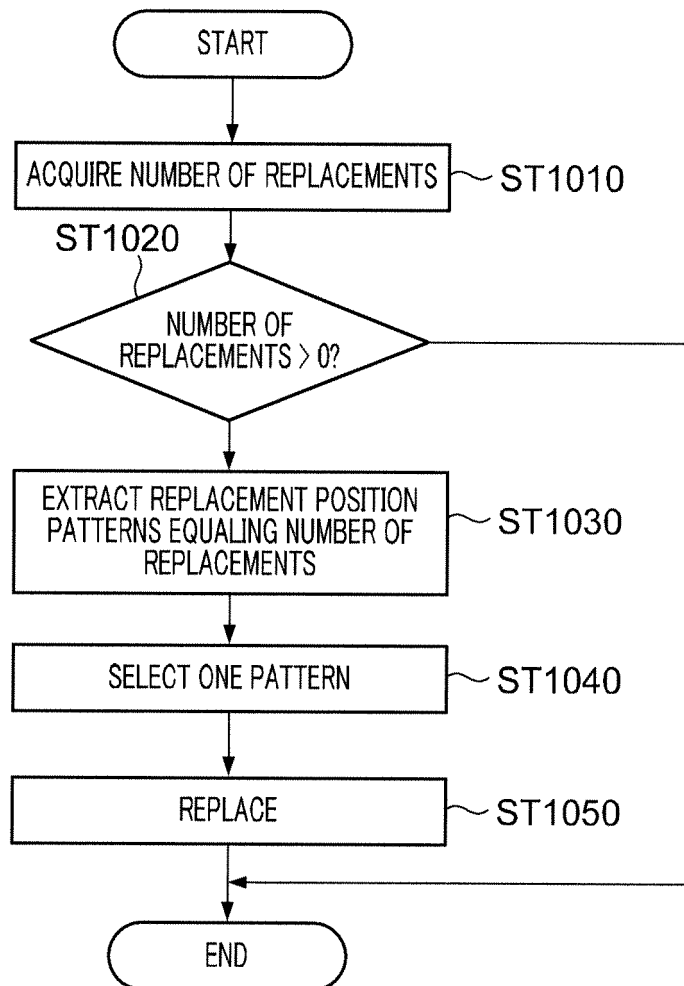 START
ACQUIRE NUMBER OF REPLACEMENTS
ST1010
ST1020
NUMBER OF
REPLACEMENTS > 0?
EXTRACT REPLACEMENT POSITION
PATTERNS EQUALING NUMBER OF
REPLACEMENTS
ST1030
SELECT ONE PATTERN
ST1040
REPLACE
ST1050
END